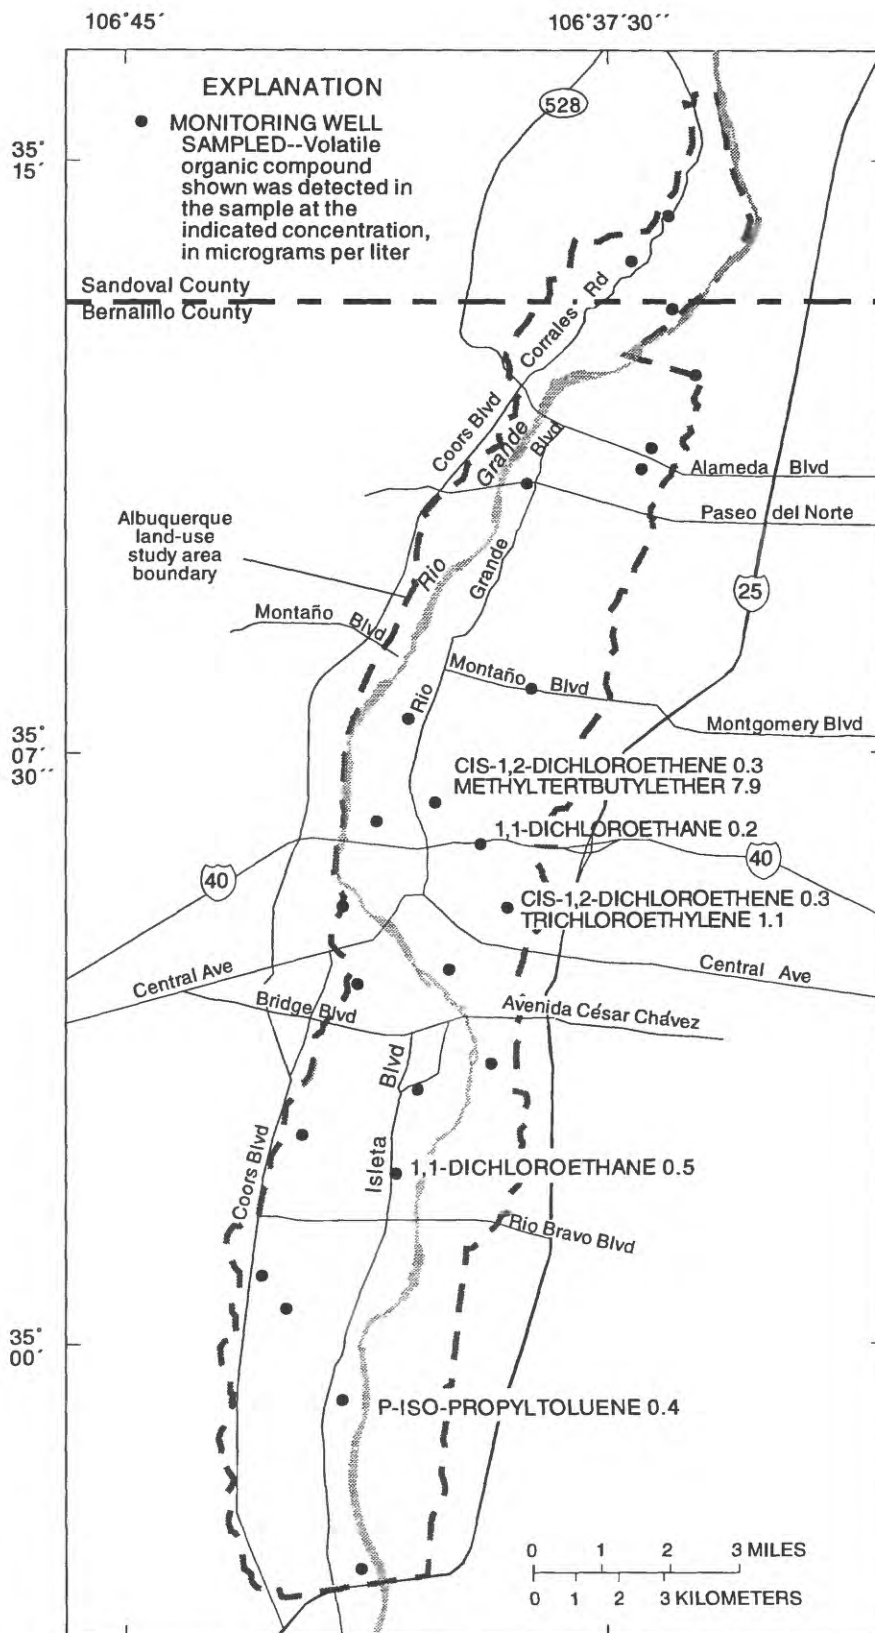 106°45′
106°37′30′′
EXPLANATION
MONITORING WELL
SAMPLED--Volatile
organic compound
shown was detected in
the sample at the
indicated concentration,
in micrograms per liter
528
35°
15′
Sandoval County
Bernalillo County
Corrales Rd
Coors Blvd
Rio Grande
Rio Grande Blvd
Alameda Blvd
Paseo del Norte
Albuquerque
land-use
study area
boundary
25
Montaño Blvd
Montaño Blvd
Montgomery Blvd
35°
07′
30′′
CIS-1,2-DICHLOROETHENE 0.3
METHYLTERTBUTYLETHER 7.9
1,1-DICHLOROETHANE 0.2
40
40
CIS-1,2-DICHLOROETHENE 0.3
TRICHLOROETHYLENE 1.1
Central Ave
Central Ave
Bridge Blvd
Avenida César Chávez
Isleta Blvd
Coors Blvd
1,1-DICHLOROETHANE 0.5
Rio Bravo Blvd
35°
00′
P-ISO-PROPYLTOLUENE 0.4
0 1 2 3 MILES
0 1 2 3 KILOMETERS